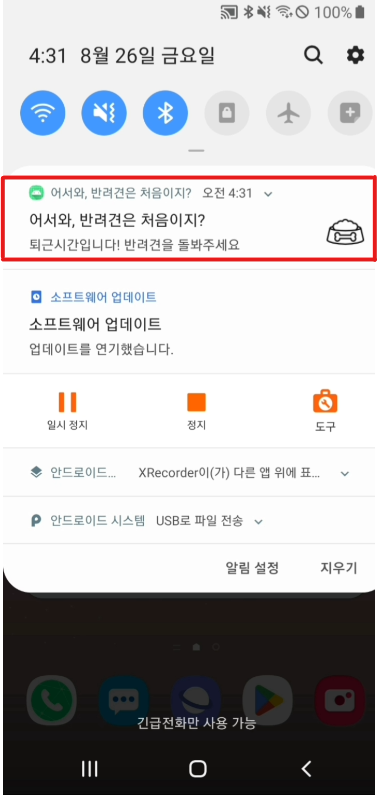 100%
4:31 8월 26일 금요일
어서와, 반려견은 처음이지? 오전 4:31
어서와, 반려견은 처음이지?
퇴근시간입니다! 반려견을 돌봐주세요
소프트웨어 업데이트
소프트웨어 업데이트
업데이트를 연기했습니다.
일시 정지 정지 도구
안드로이드... XRecorder이(가) 다른 앱 위에 표...
안드로이드 시스템 USB로 파일 전송
알림 설정 지우기
긴급전화만 사용 가능